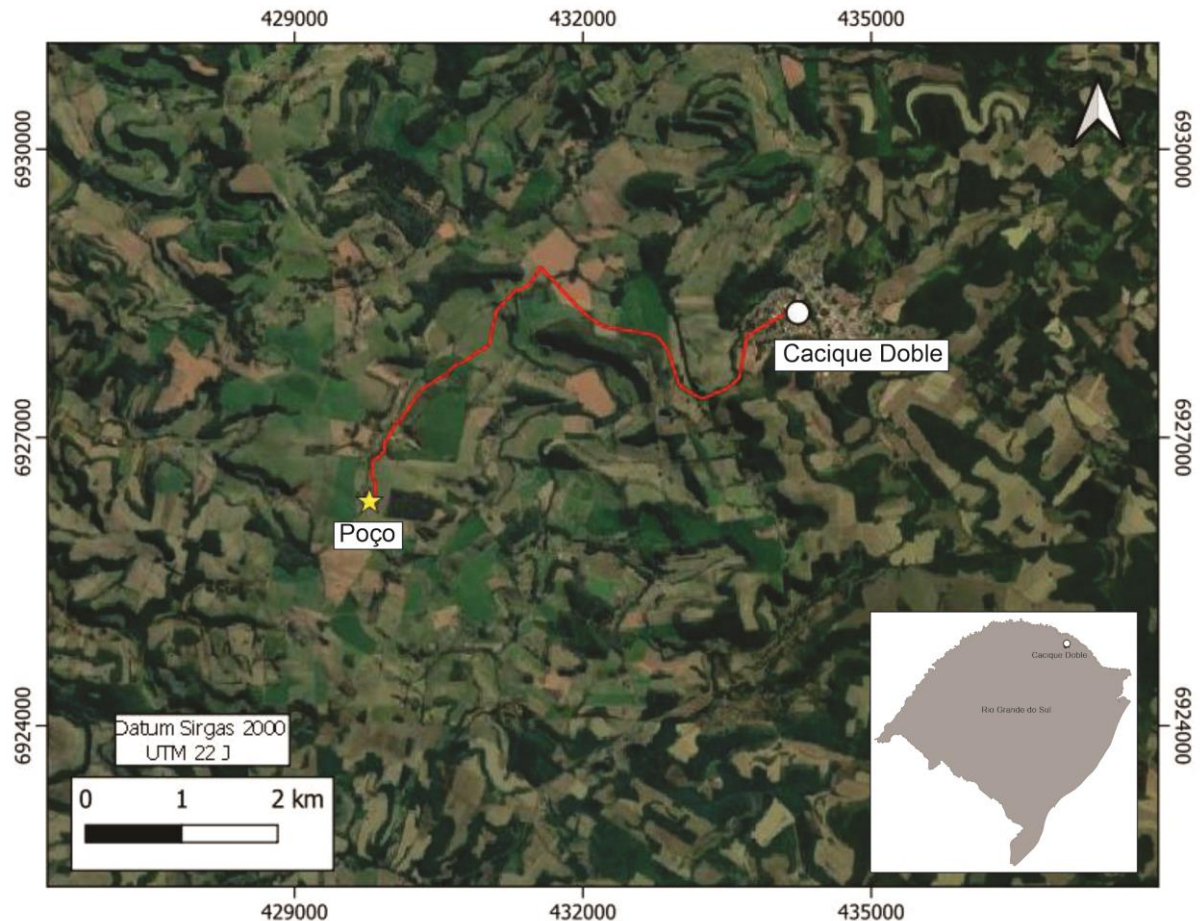 429000
432000
435000
6930000
6930000
Cacique Doble
6927000
6927000
Poço
Cacique Doble
Rio Grande do Sul
6924000
6924000
Datum Sirgas 2000
UTM 22 J
0 1 2 km
429000
432000
435000